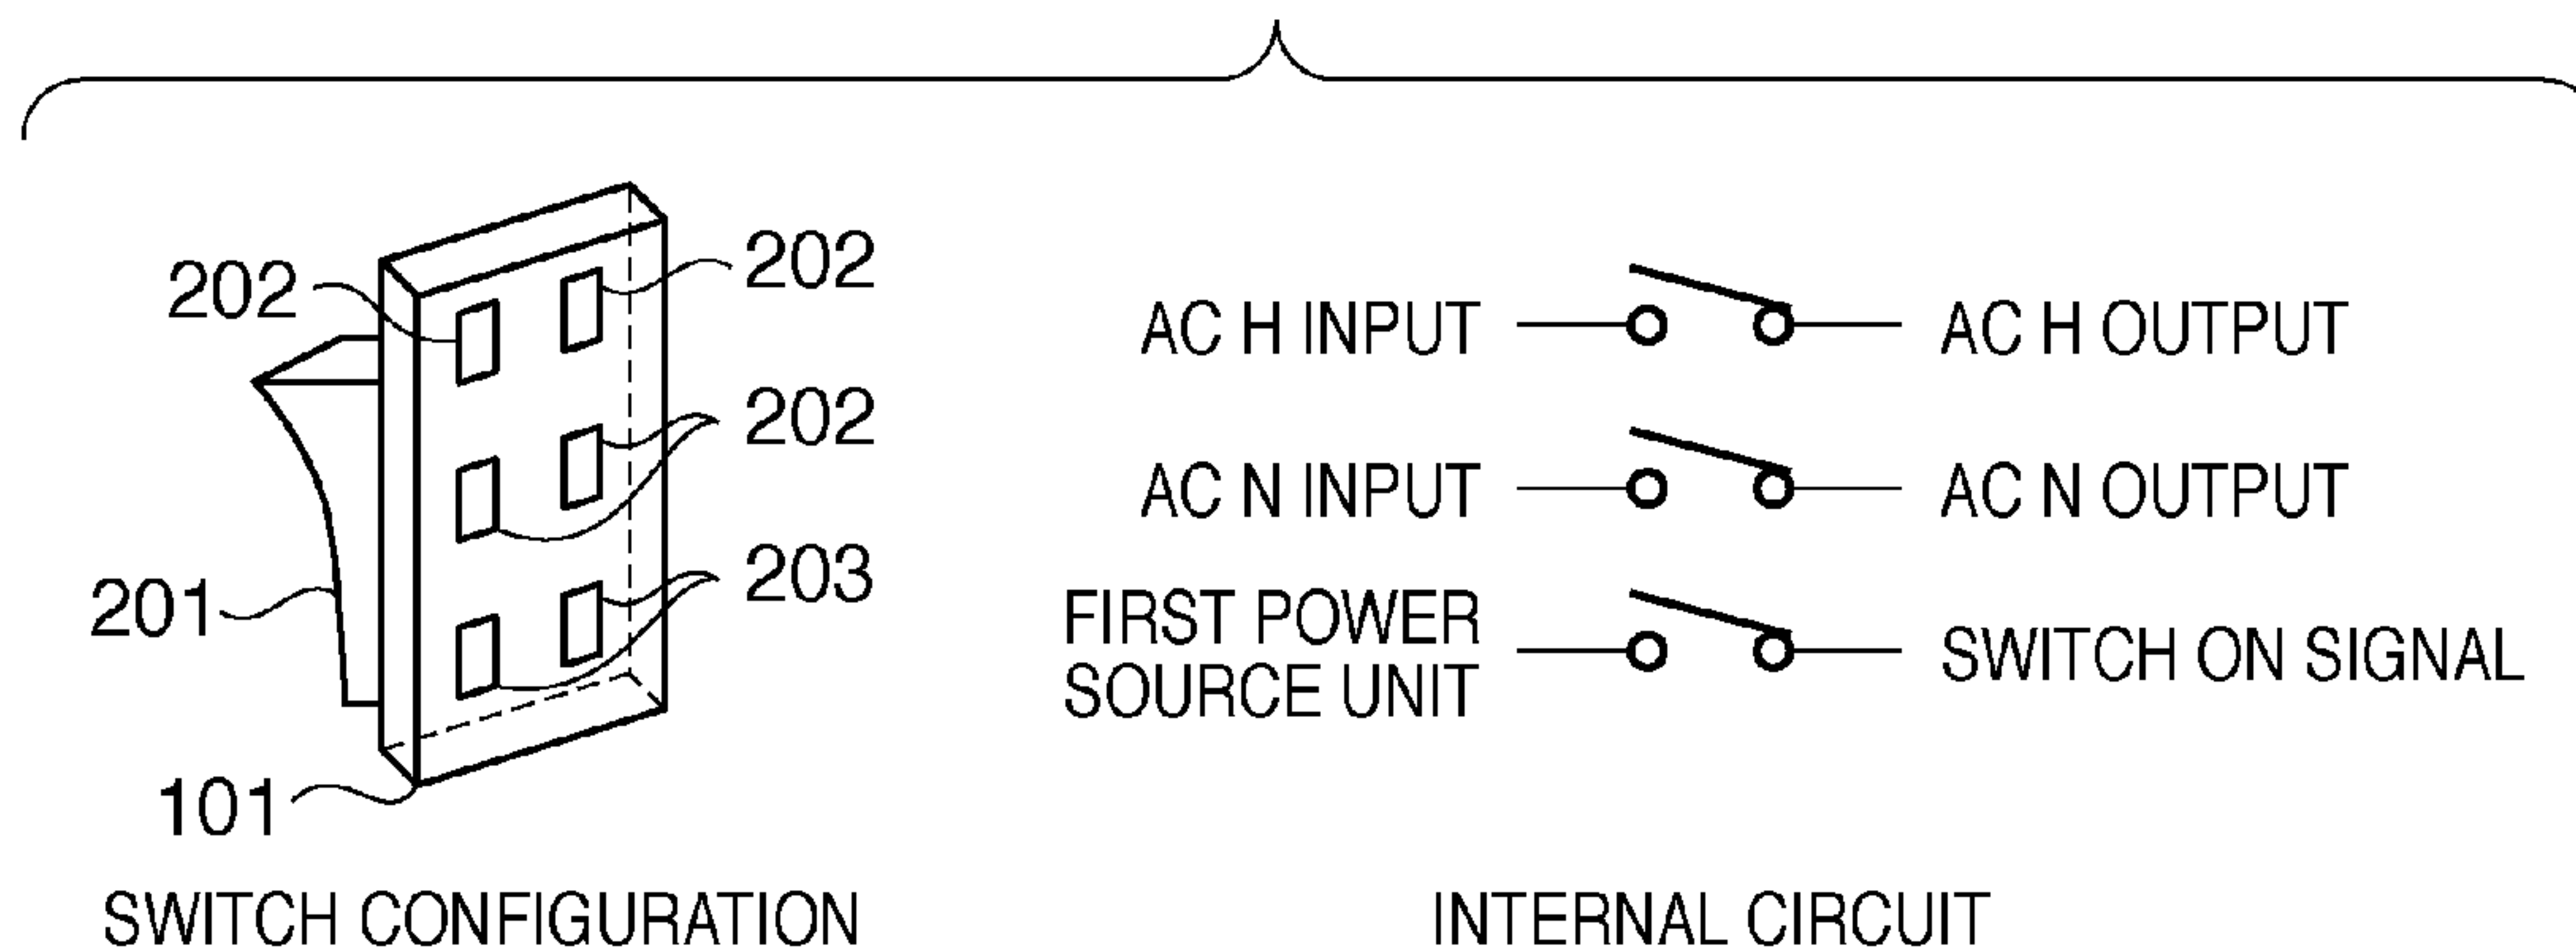 202
202
202
203
201
101
SWITCH CONFIGURATION
AC H INPUT
AC H OUTPUT
AC N INPUT
AC N OUTPUT
FIRST POWER
SOURCE UNIT
SWITCH ON SIGNAL
INTERNAL CIRCUIT